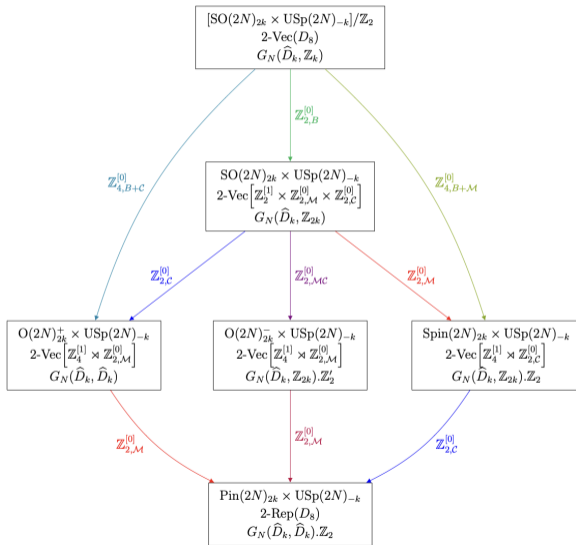 [SO(2N)_{2k} × USp(2N)_{-k}]/ℤ_2
2-Vec(D_8)
G_N(D̂_k, ℤ_k)
ℤ_{2,B}^{[0]}
ℤ_{4,B+C}^{[0]}
ℤ_{4,B+M}^{[0]}
SO(2N)_{2k} × USp(2N)_{-k}
2-Vec[ℤ_2^{[1]} × ℤ_{2,M}^{[0]} × ℤ_{2,C}^{[0]}]
G_N(D̂_k, ℤ_{2k})
ℤ_{2,C}^{[0]}
ℤ_{2,MC}^{[0]}
ℤ_{2,M}^{[0]}
O(2N)_{2k}^+ × USp(2N)_{-k}
2-Vec[ℤ_4^{[1]} ⋊ ℤ_{2,M}^{[0]}]
G_N(D̂_k, D̂_k)
O(2N)_{2k}^- × USp(2N)_{-k}
2-Vec[ℤ_4^{[1]} ⋊ ℤ_{2,M}^{[0]}]
G_N(D̂_k, ℤ_{2k}).ℤ_2'
Spin(2N)_{2k} × USp(2N)_{-k}
2-Vec[ℤ_4^{[1]} ⋊ ℤ_{2,C}^{[0]}]
G_N(D̂_k, ℤ_{2k}).ℤ_2
ℤ_{2,M}^{[0]}
ℤ_{2,M}^{[0]}
ℤ_{2,C}^{[0]}
Pin(2N)_{2k} × USp(2N)_{-k}
2-Rep(D_8)
G_N(D̂_k, D̂_k).ℤ_2